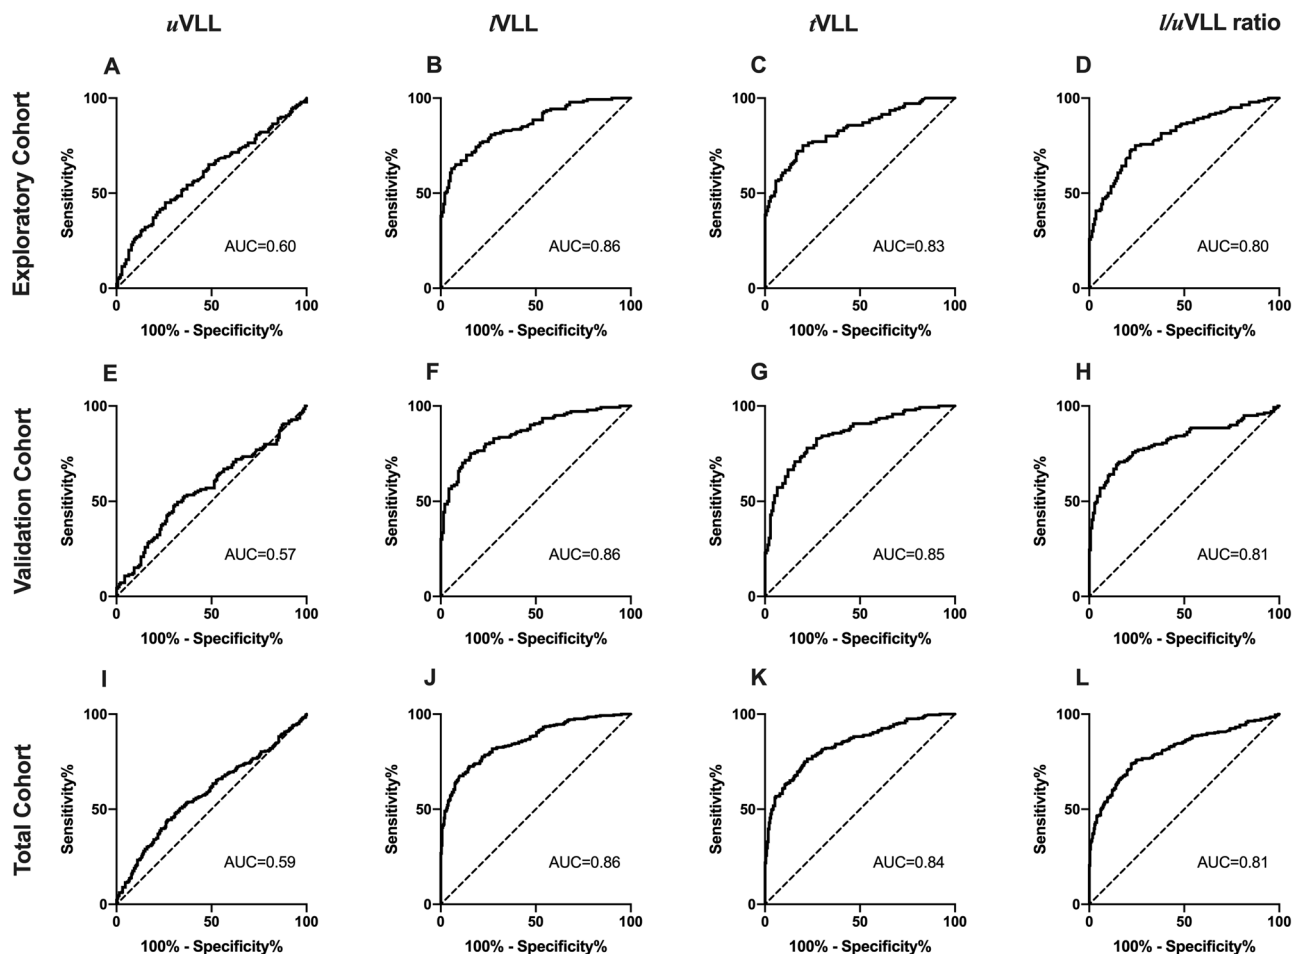 uVLL lVLL tVLL l/uVLL ratio
Exploratory Cohort
A B C D
100 100 100 100
Sensitivity% Sensitivity% Sensitivity% Sensitivity%
50 50 50 50
AUC=0.60 AUC=0.86 AUC=0.83 AUC=0.80
0 0 0 0
0 50 100 0 50 100 0 50 100 0 50 100
100% - Specificity% 100% - Specificity% 100% - Specificity% 100% - Specificity%
Validation Cohort
E F G H
100 100 100 100
Sensitivity% Sensitivity% Sensitivity% Sensitivity%
50 50 50 50
AUC=0.57 AUC=0.86 AUC=0.85 AUC=0.81
0 0 0 0
0 50 100 0 50 100 0 50 100 0 50 100
100% - Specificity% 100% - Specificity% 100% - Specificity% 100% - Specificity%
Total Cohort
I J K L
100 100 100 100
Sensitivity% Sensitivity% Sensitivity% Sensitivity%
50 50 50 50
AUC=0.59 AUC=0.86 AUC=0.84 AUC=0.81
0 0 0 0
0 50 100 0 50 100 0 50 100 0 50 100
100% - Specificity% 100% - Specificity% 100% - Specificity% 100% - Specificity%